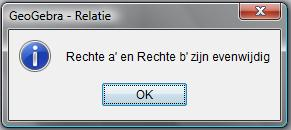 GeoGebra - Relatie
Rechte a' en Rechte b' zijn evenwijdig
OK